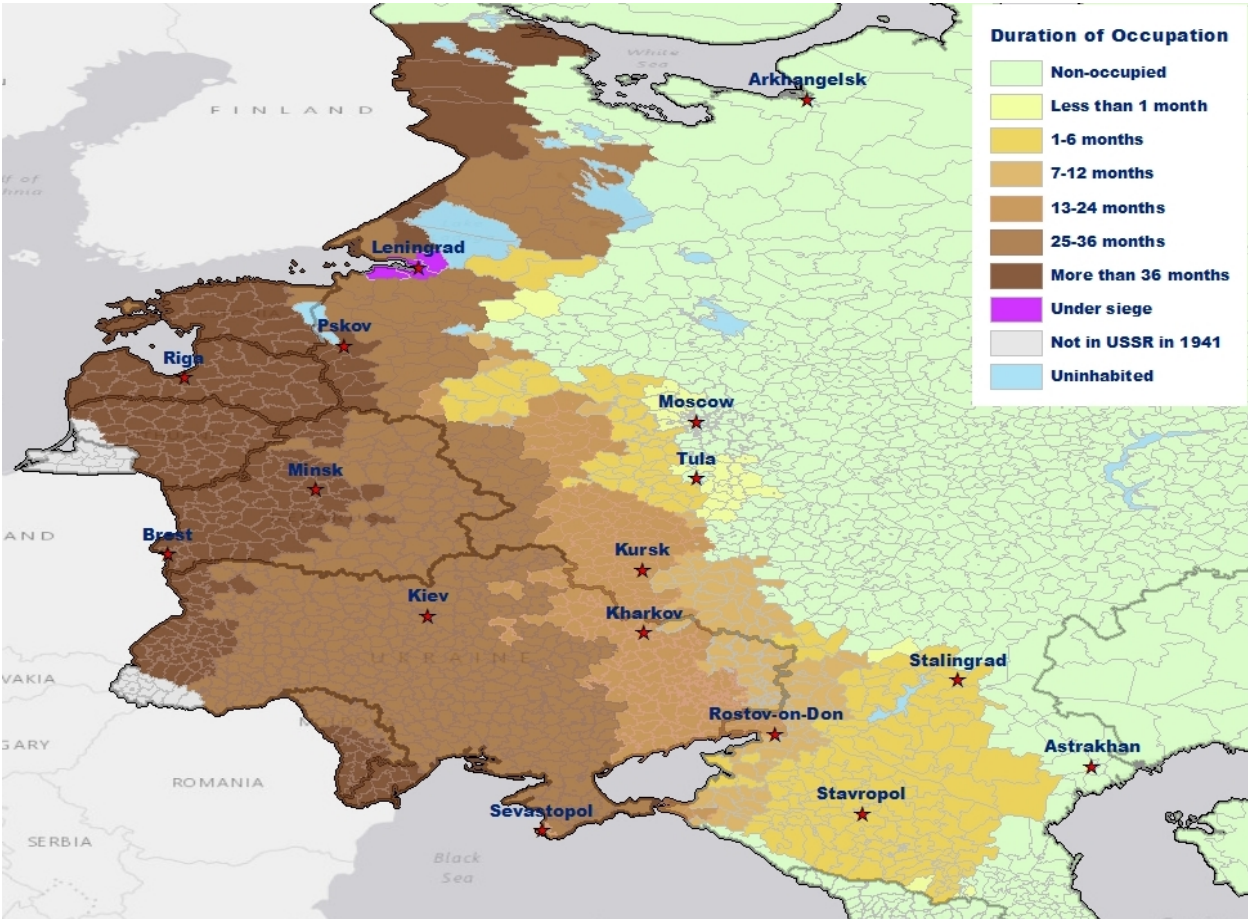 Duration of Occupation
Non-occupied
Less than 1 month
1-6 months
7-12 months
13-24 months
25-36 months
More than 36 months
Under siege
Not in USSR in 1941
Uninhabited
White
Sea
Arkhangelsk
FINLAND
Leningrad
Pskov
Riga
Moscow
Tula
Minsk
Brest
Kursk
Kiev
Kharkov
UKRAINE
Stalingrad
Rostov-on-Don
Astrakhan
ROMANIA
Stavropol
Sevastopol
SERBIA
Black
Sea